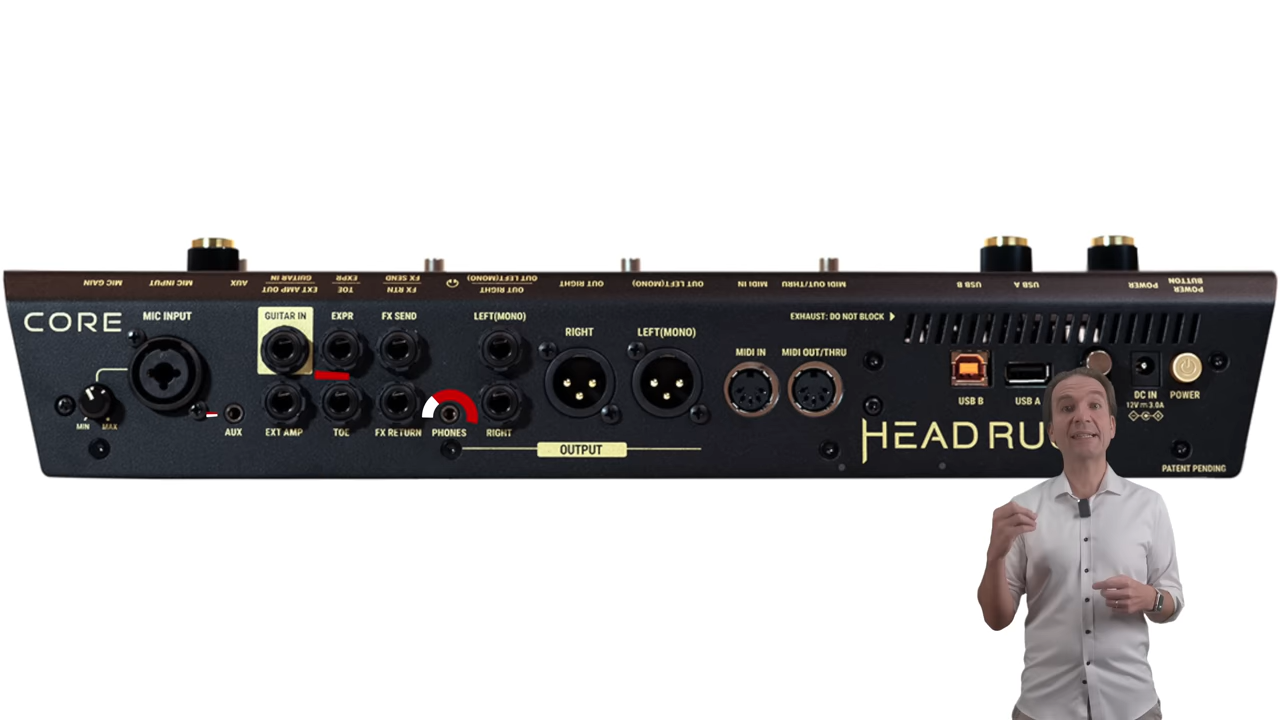 MIC GAIN
MIC INPUT
AUX
GUITAR IN
EXT AMP OUT
EXPR
TOE
FX SEND
FX RTN
OUT LEFT(MONO)
OUT RIGHT
OUT RIGHT
OUT LEFT(MONO)
MIDI IN
MIDI OUT/THRU
USB B
USB A
POWER
POWER
BUTTON
CORE
MIC INPUT
GUITAR IN
EXPR
FX SEND
LEFT(MONO)
RIGHT
LEFT(MONO)
EXHAUST: DO NOT BLOCK
MIDI IN
MIDI OUT/THRU
USB B
USB A
DC IN
12V 3.0A
POWER
MIN
MAX
AUX
EXT AMP
TOE
FX RETURN
PHONES
RIGHT
OUTPUT
HEADRU
PATENT PENDING